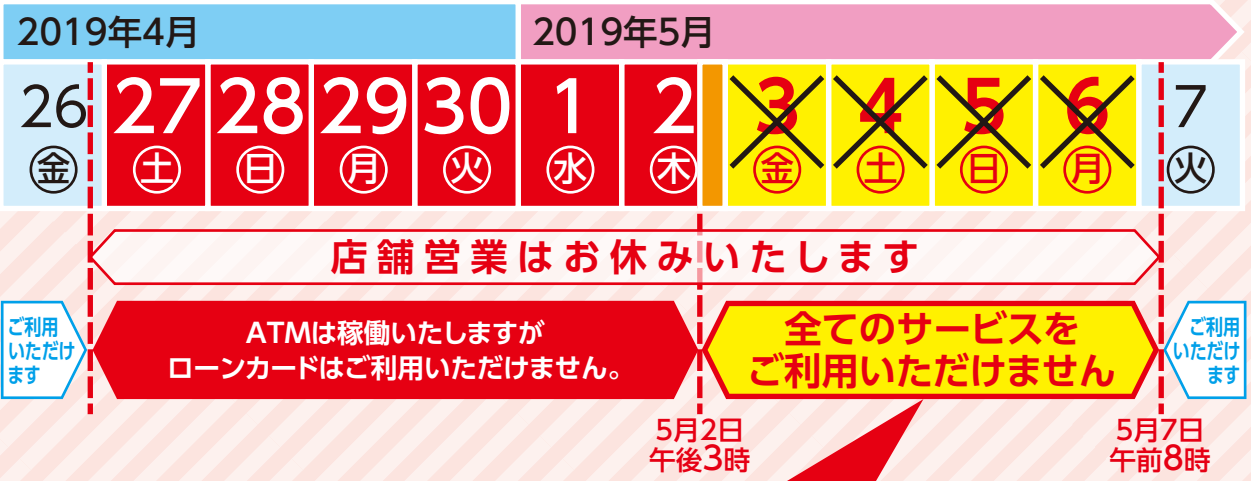 2019年4月
2019年5月
26 27 28 29 30 1 2 3 4 5 6 7
金 土 日 月 火 水 木 金 土 日 月 火
店舗営業はお休みいたします
ご利用
いただけ
ます
ATMは稼働いたしますが
ローンカードはご利用いただけません。
全てのサービスを
ご利用いただけません
ご利用
いただけ
ます
5月2日
午後3時
5月7日
午前8時